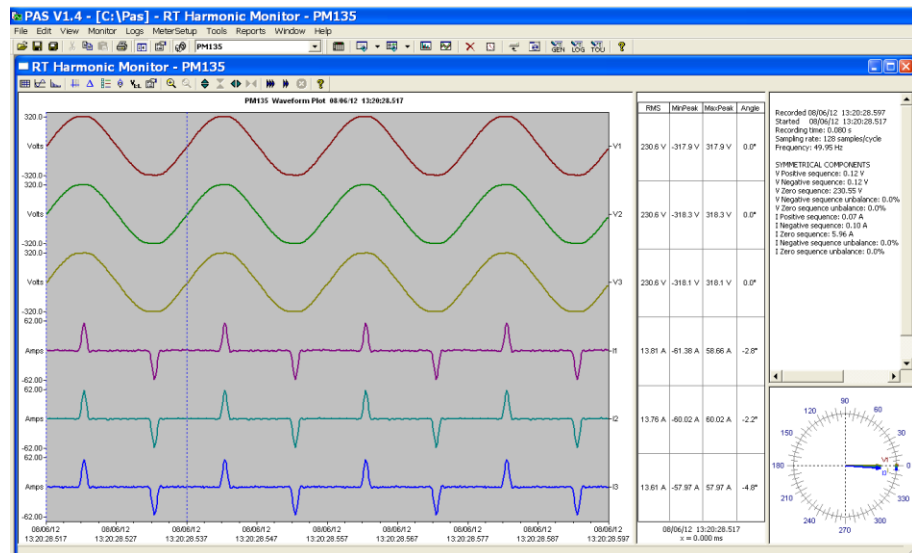 PAS V1.4 - [C:\Pas] - RT Harmonic Monitor - PM135
File Edit View Monitor Logs MeterSetup Tools Reports Window Help
PM135
GEN LOG TOU
RT Harmonic Monitor - PM135
PM135 Waveform Plot 08/06/12 13:20:28.517
320.0
Volts
-320.0
V1
320.0
Volts
-320.0
V2
320.0
Volts
-320.0
V3
62.00
Amps
-62.00
I1
62.00
Amps
-62.00
I2
62.00
Amps
-62.00
I3
08/06/12 08/06/12 08/06/12 08/06/12 08/06/12 08/06/12 08/06/12 08/06/12 08/06/12
13:20:28.517 13:20:28.527 13:20:28.537 13:20:28.547 13:20:28.557 13:20:28.567 13:20:28.577 13:20:28.587 13:20:28.597
RMS MinPeak MaxPeak Angle
230.6 V -317.9 V 317.9 V 0.0°
230.6 V -318.3 V 318.3 V 0.0°
230.6 V -318.1 V 318.1 V 0.0°
13.81 A -61.38 A 58.66 A -2.8°
13.76 A -60.02 A 60.02 A -2.2°
13.61 A -57.97 A 57.97 A -4.8°
08/06/12 13:20:28.517
x = 0.000 ms
Recorded 08/06/12 13:20:28.597
Started 08/06/12 13:20:28.517
Recording time: 0.080 s
Sampling rate: 128 samples/cycle
Frequency: 49.95 Hz
SYMMETRICAL COMPONENTS
V Positive sequence: 0.12 V
V Negative sequence: 0.12 V
V Zero sequence: 230.55 V
V Negative sequence unbalance: 0.0%
V Zero sequence unbalance: 0.0%
I Positive sequence: 0.07 A
I Negative sequence: 0.10 A
I Zero sequence: 5.96 A
I Negative sequence unbalance: 0.0%
I Zero sequence unbalance: 0.0%
90
120 60
150 30
180 0
210 330
240 300
270